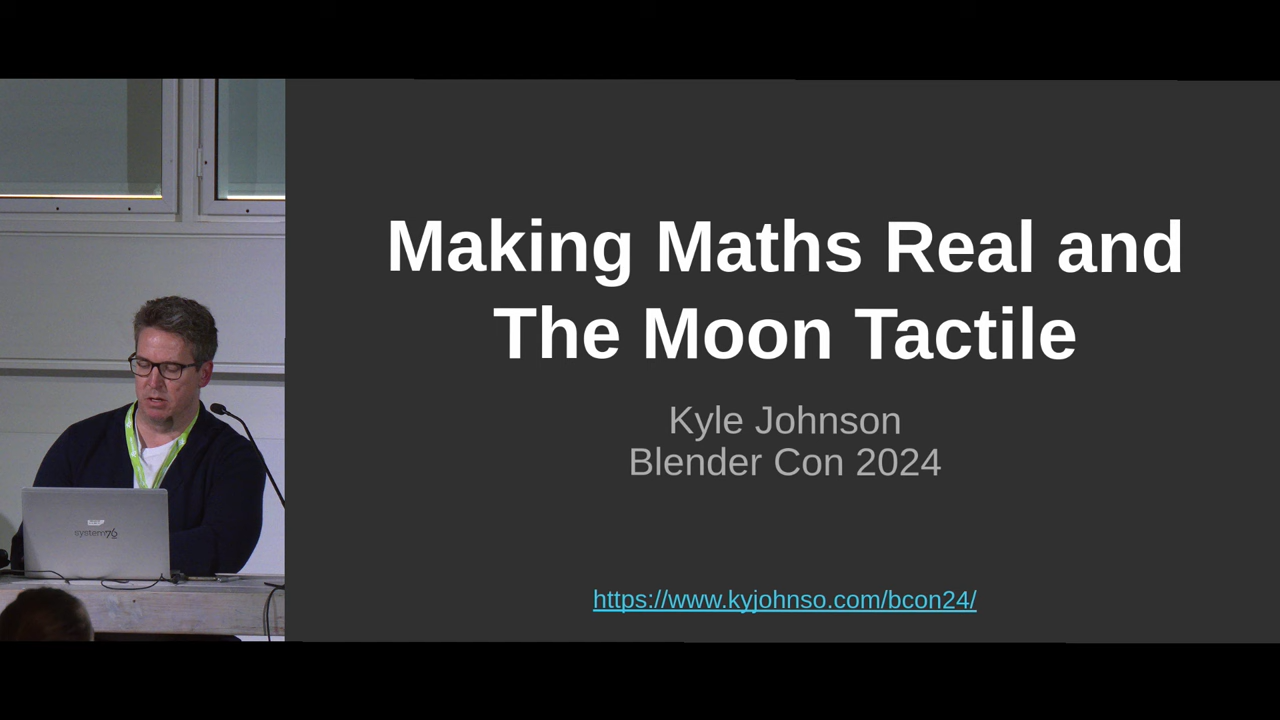 Making Maths Real and
The Moon Tactile
Kyle Johnson
Blender Con 2024
https://www.kyjohnso.com/bcon24/
system76